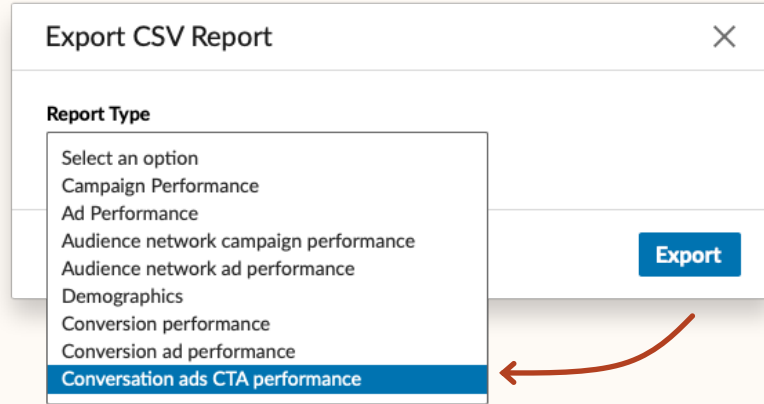 Export CSV Report
Report Type
Select an option
Campaign Performance
Ad Performance
Audience network campaign performance
Audience network ad performance
Demographics
Conversion performance
Conversion ad performance
Conversation ads CTA performance
Export